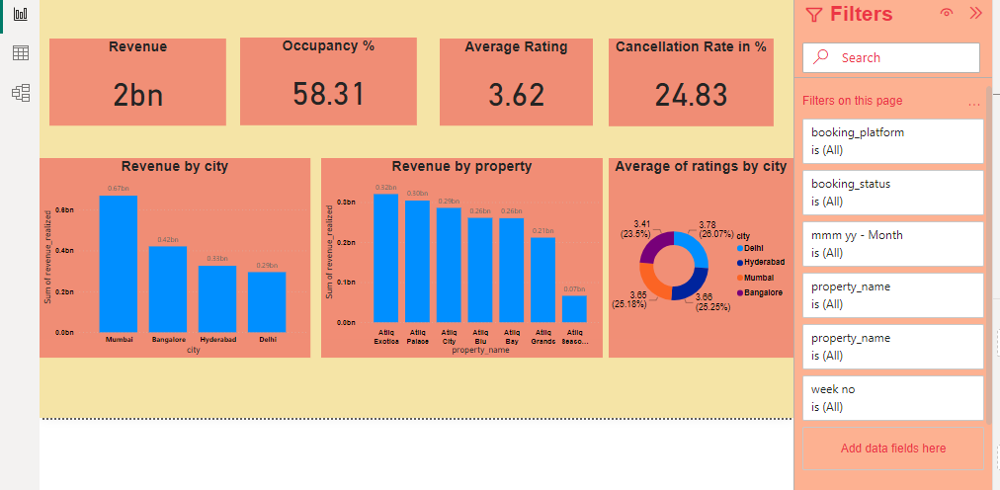 Revenue
2bn
Occupancy %
58.31
Average Rating
3.62
Cancellation Rate in %
24.83
Revenue by city
Sum of revenue_realized
0.6bn
0.4bn
0.2bn
0.0bn
0.67bn
0.42bn
0.33bn
0.29bn
Mumbai
Bangalore
Hyderabad
Delhi
city
Revenue by property
Sum of revenue_realized
0.3bn
0.2bn
0.1bn
0.0bn
0.32bn
0.30bn
0.29bn
0.26bn
0.26bn
0.21bn
0.07bn
Atliq
Exotica
Atliq
Palace
Atliq
City
Atliq
Blu
Atliq
Bay
Atliq
Grands
Atliq
Seaso...
property_name
Average of ratings by city
3.41
(23.5%)
3.78
(26.07%)
3.65
(25.18%)
3.66
(25.25%)
city
Delhi
Hyderabad
Mumbai
Bangalore
Filters
Search
Filters on this page
...
booking_platform
is (All)
booking_status
is (All)
mmm yy - Month
is (All)
property_name
is (All)
property_name
is (All)
week no
is (All)
Add data fields here